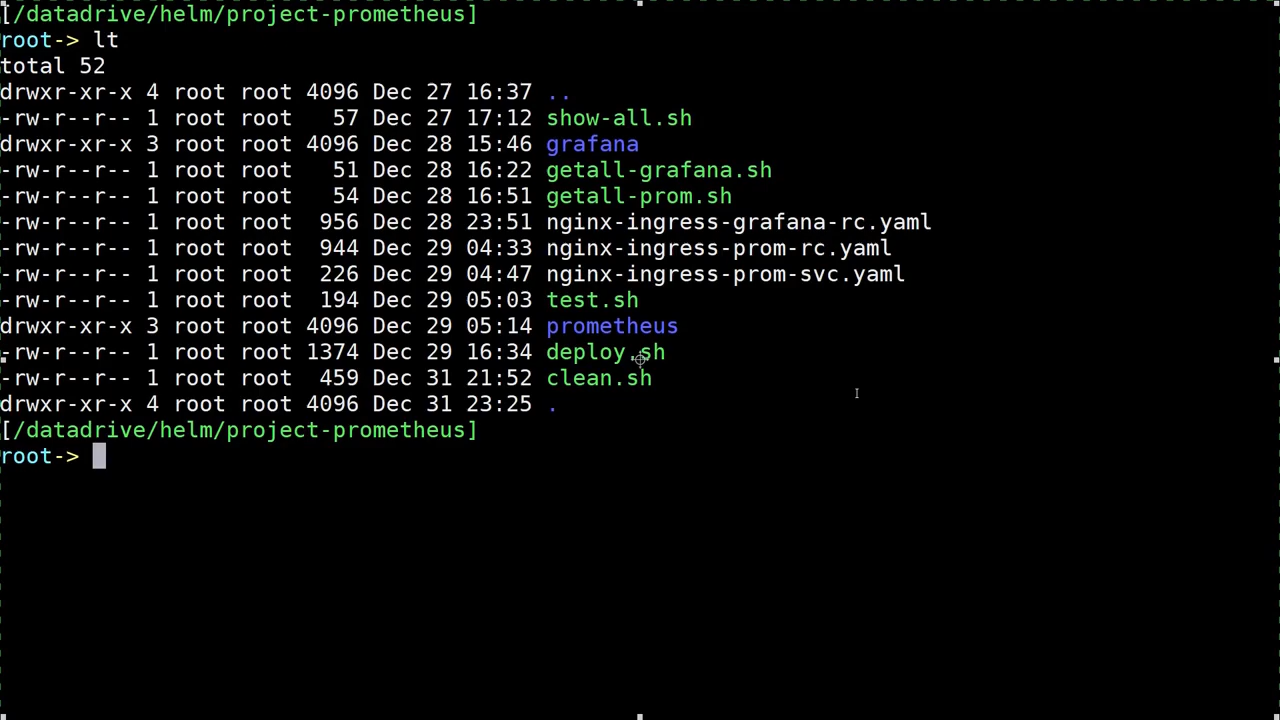 [/datadrive/helm/project-prometheus]
root-> lt
total 52
drwxr-xr-x 4 root root 4096 Dec 27 16:37 ..
-rw-r--r-- 1 root root   57 Dec 27 17:12 show-all.sh
drwxr-xr-x 3 root root 4096 Dec 28 15:46 grafana
-rw-r--r-- 1 root root   51 Dec 28 16:22 getall-grafana.sh
-rw-r--r-- 1 root root   54 Dec 28 16:51 getall-prom.sh
-rw-r--r-- 1 root root  956 Dec 28 23:51 nginx-ingress-grafana-rc.yaml
-rw-r--r-- 1 root root  944 Dec 29 04:33 nginx-ingress-prom-rc.yaml
-rw-r--r-- 1 root root  226 Dec 29 04:47 nginx-ingress-prom-svc.yaml
-rw-r--r-- 1 root root  194 Dec 29 05:03 test.sh
drwxr-xr-x 3 root root 4096 Dec 29 05:14 prometheus
-rw-r--r-- 1 root root 1374 Dec 29 16:34 deploy.sh
-rw-r--r-- 1 root root  459 Dec 31 21:52 clean.sh
drwxr-xr-x 4 root root 4096 Dec 31 23:25 .
[/datadrive/helm/project-prometheus]
root->